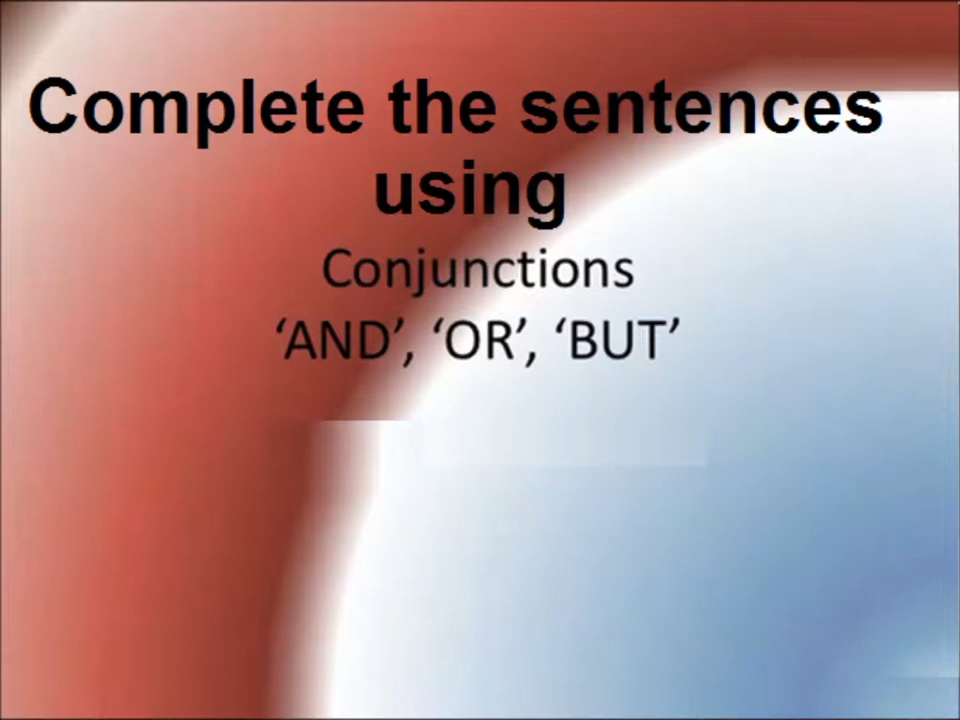 Complete the sentences
using
Conjunctions
‘AND’, ‘OR’, ‘BUT’